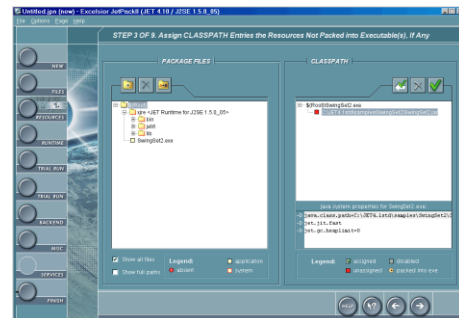 Untitled.jpn (new) - Excelsior JetPackII (JET 4.10 / J2SE 1.5.0_05)
File Options Page Help
STEP 3 OF 9. Assign CLASSPATH Entries the Resources Not Packed into Executable(s), If Any
NEW
FILES
RESOURCES
RUNTIME
TRIAL RUN
TRIAL RUN
BACKEND
MISC
SERVICES
FINISH
PACKAGE FILES
xjre <JET Runtime for J2SE 1.5.0_05>
bin
jetrt
lib
SwingSet2.exe
Show all files
Show full paths
Legend:
absent
application
system
CLASSPATH
$(Root)\SwingSet2.exe
java system properties for SwingSet2.exe
jet.jit.fast
jet.gc.heaplimit=0
Legend:
assigned
disabled
unassigned
packed into exe
HELP